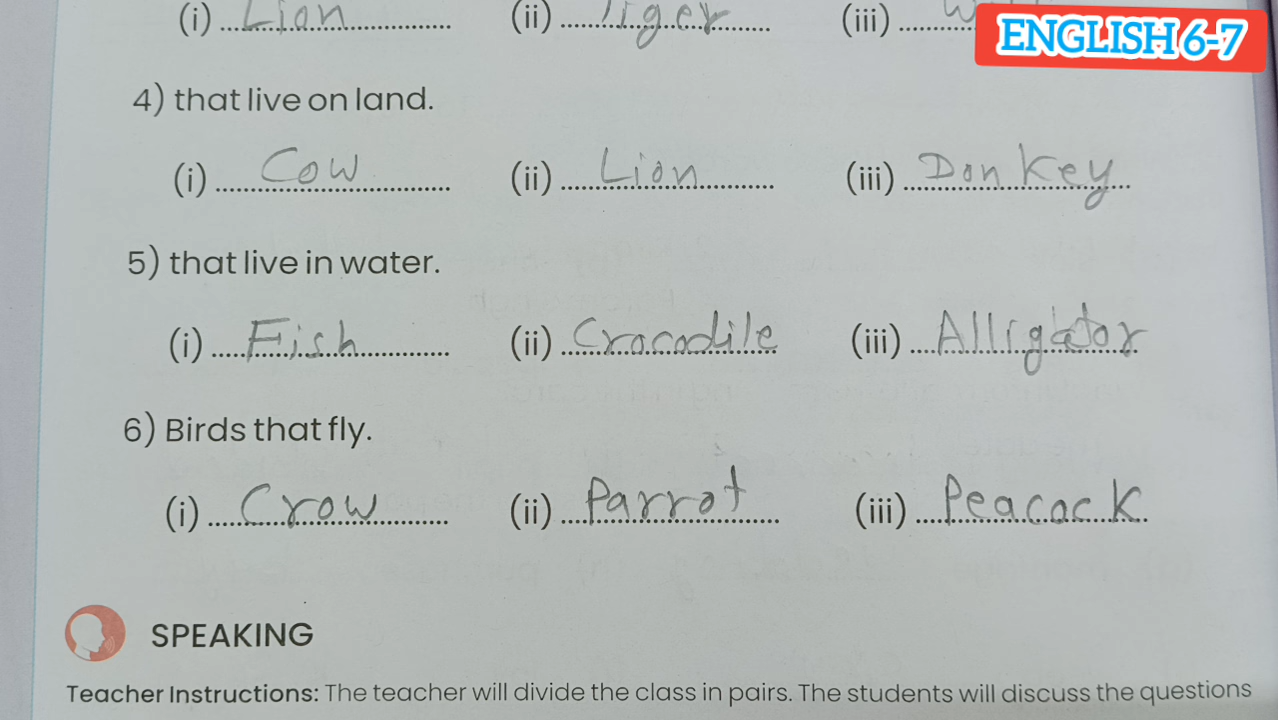 (i) Lion (ii) Tiger (iii)
ENGLISH 6-7
4) that live on land.
(i) Cow (ii) Lion (iii) Donkey
5) that live in water.
(i) Fish (ii) Crocodile (iii) Alligator
6) Birds that fly.
(i) Crow (ii) Parrot (iii) Peacock
SPEAKING
Teacher Instructions: The teacher will divide the class in pairs. The students will discuss the questions